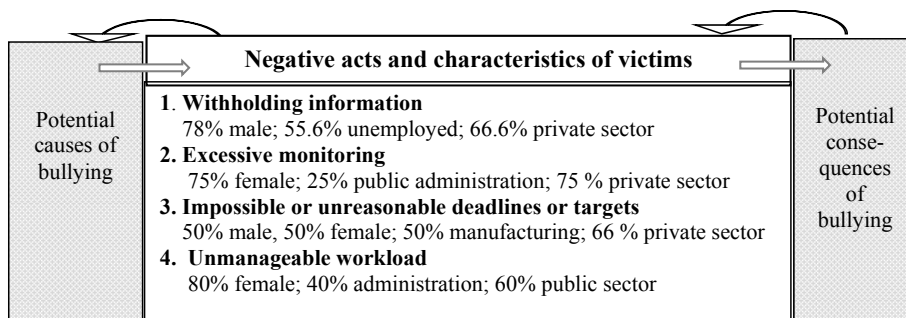 Negative acts and characteristics of victims
Potential
causes of
bullying
1. Withholding information
78% male; 55.6% unemployed; 66.6% private sector
2. Excessive monitoring
75% female; 25% public administration; 75 % private sector
3. Impossible or unreasonable deadlines or targets
50% male, 50% female; 50% manufacturing; 66 % private sector
4. Unmanageable workload
80% female; 40% administration; 60% public sector
Potential
conse-
quences
of
bullying